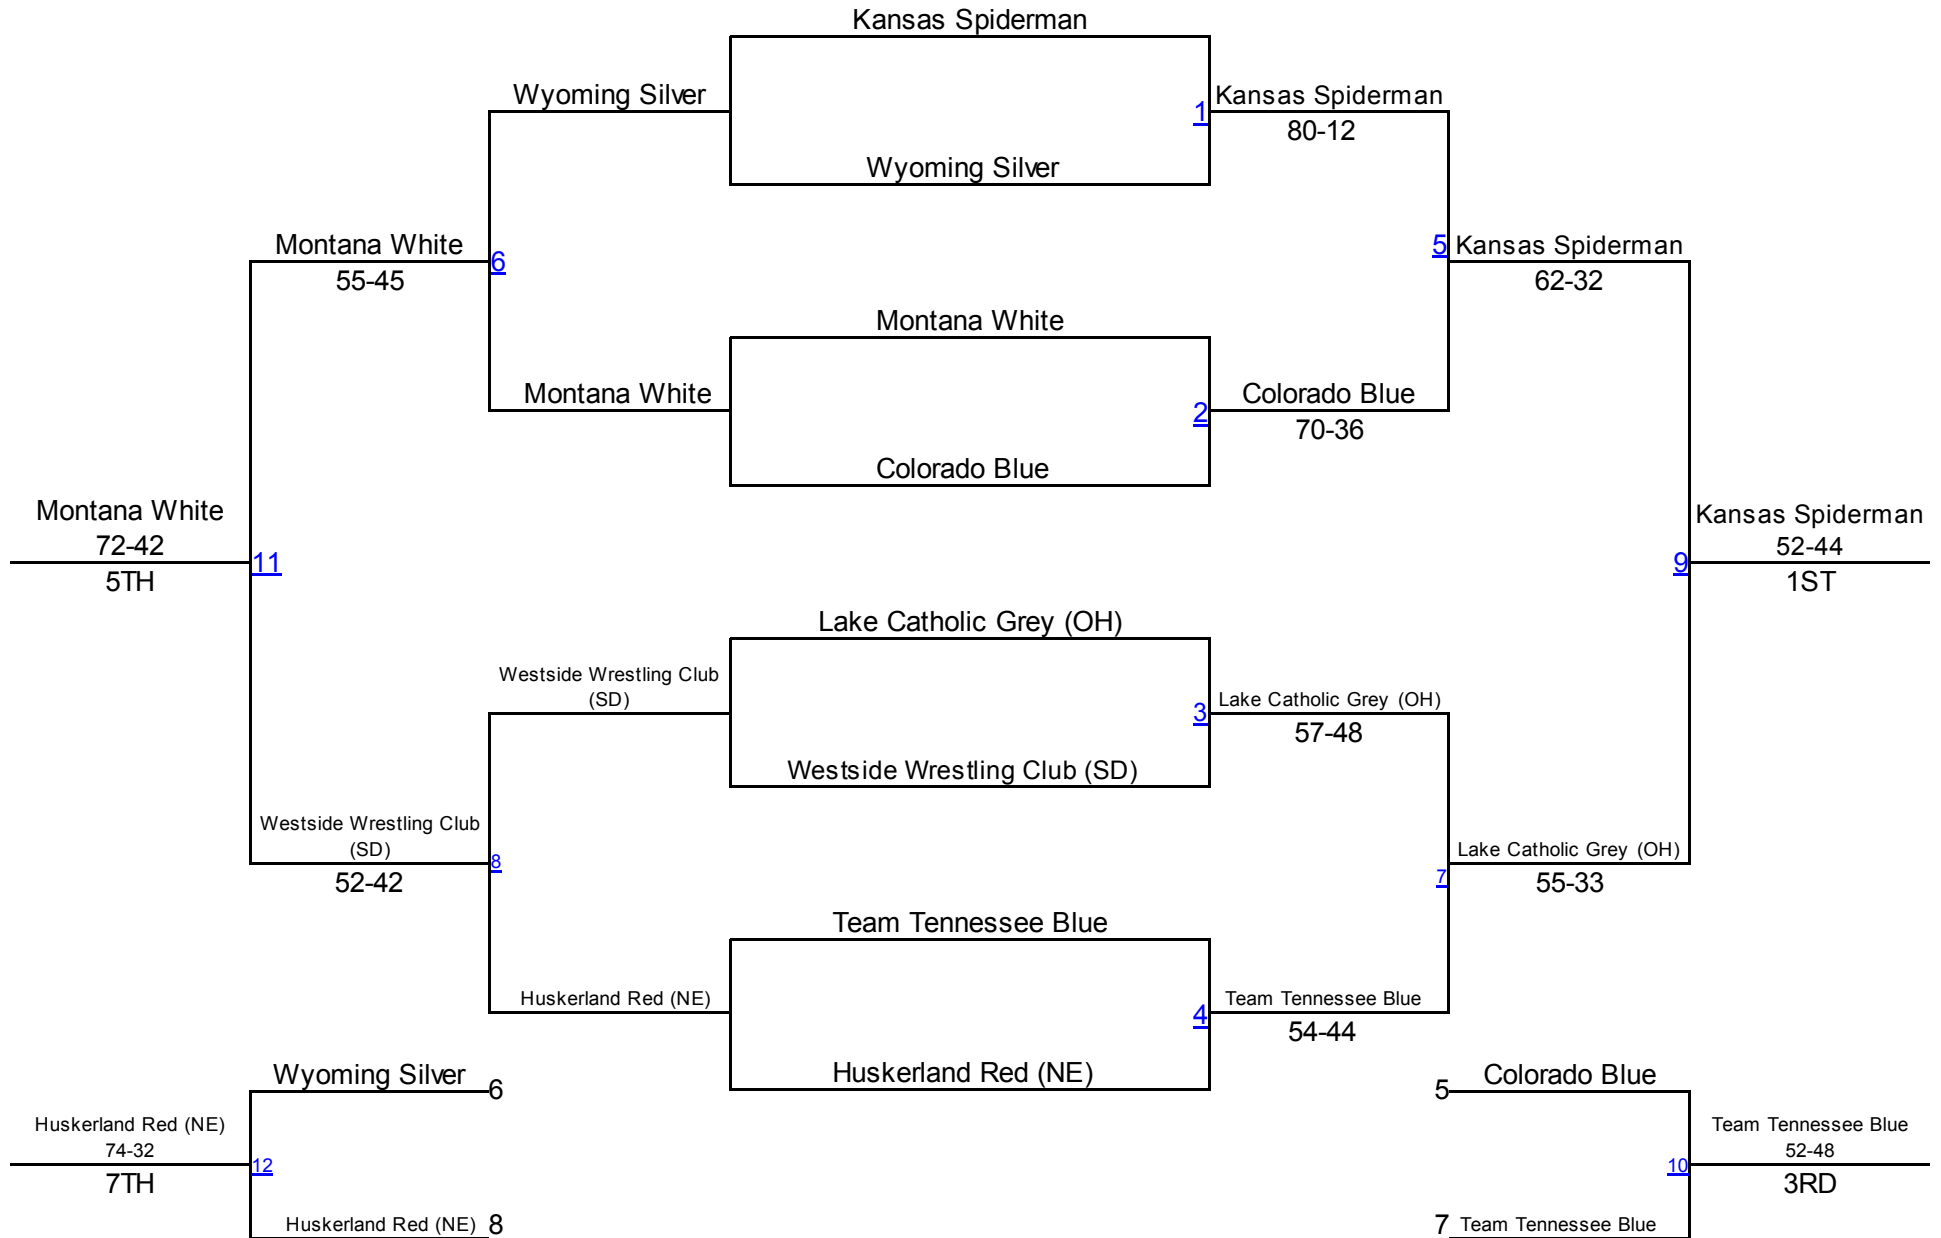 Kansas Spiderman
Wyoming Silver
1
Kansas Spiderman
80-12
Wyoming Silver
Montana White
6
55-45
5
Kansas Spiderman
62-32
Montana White
Montana White
2
Colorado Blue
70-36
Colorado Blue
Montana White
72-42
11
5TH
Kansas Spiderman
52-44
9
1ST
Lake Catholic Grey (OH)
Westside Wrestling Club
(SD)
3
Lake Catholic Grey (OH)
57-48
Westside Wrestling Club (SD)
Westside Wrestling Club
(SD)
8
52-42
7
Lake Catholic Grey (OH)
55-33
Team Tennessee Blue
Huskerland Red (NE)
4
Team Tennessee Blue
54-44
Huskerland Red (NE)
Wyoming Silver
6
Huskerland Red (NE)
74-32
12
7TH
Huskerland Red (NE)
8
5
Colorado Blue
Team Tennessee Blue
52-48
10
3RD
7
Team Tennessee Blue